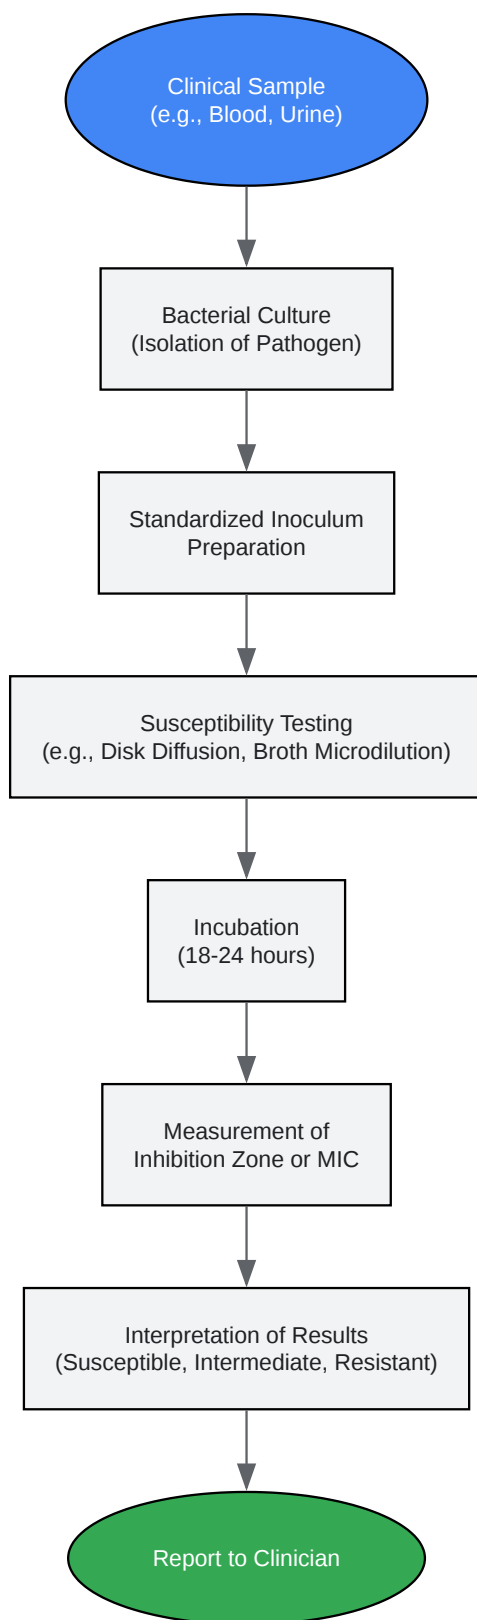 Clinical Sample
(e.g., Blood, Urine)
Bacterial Culture
(Isolation of Pathogen)
Standardized Inoculum
Preparation
Susceptibility Testing
(e.g., Disk Diffusion, Broth Microdilution)
Incubation
(18-24 hours)
Measurement of
Inhibition Zone or MIC
Interpretation of Results
(Susceptible, Intermediate, Resistant)
Report to Clinician